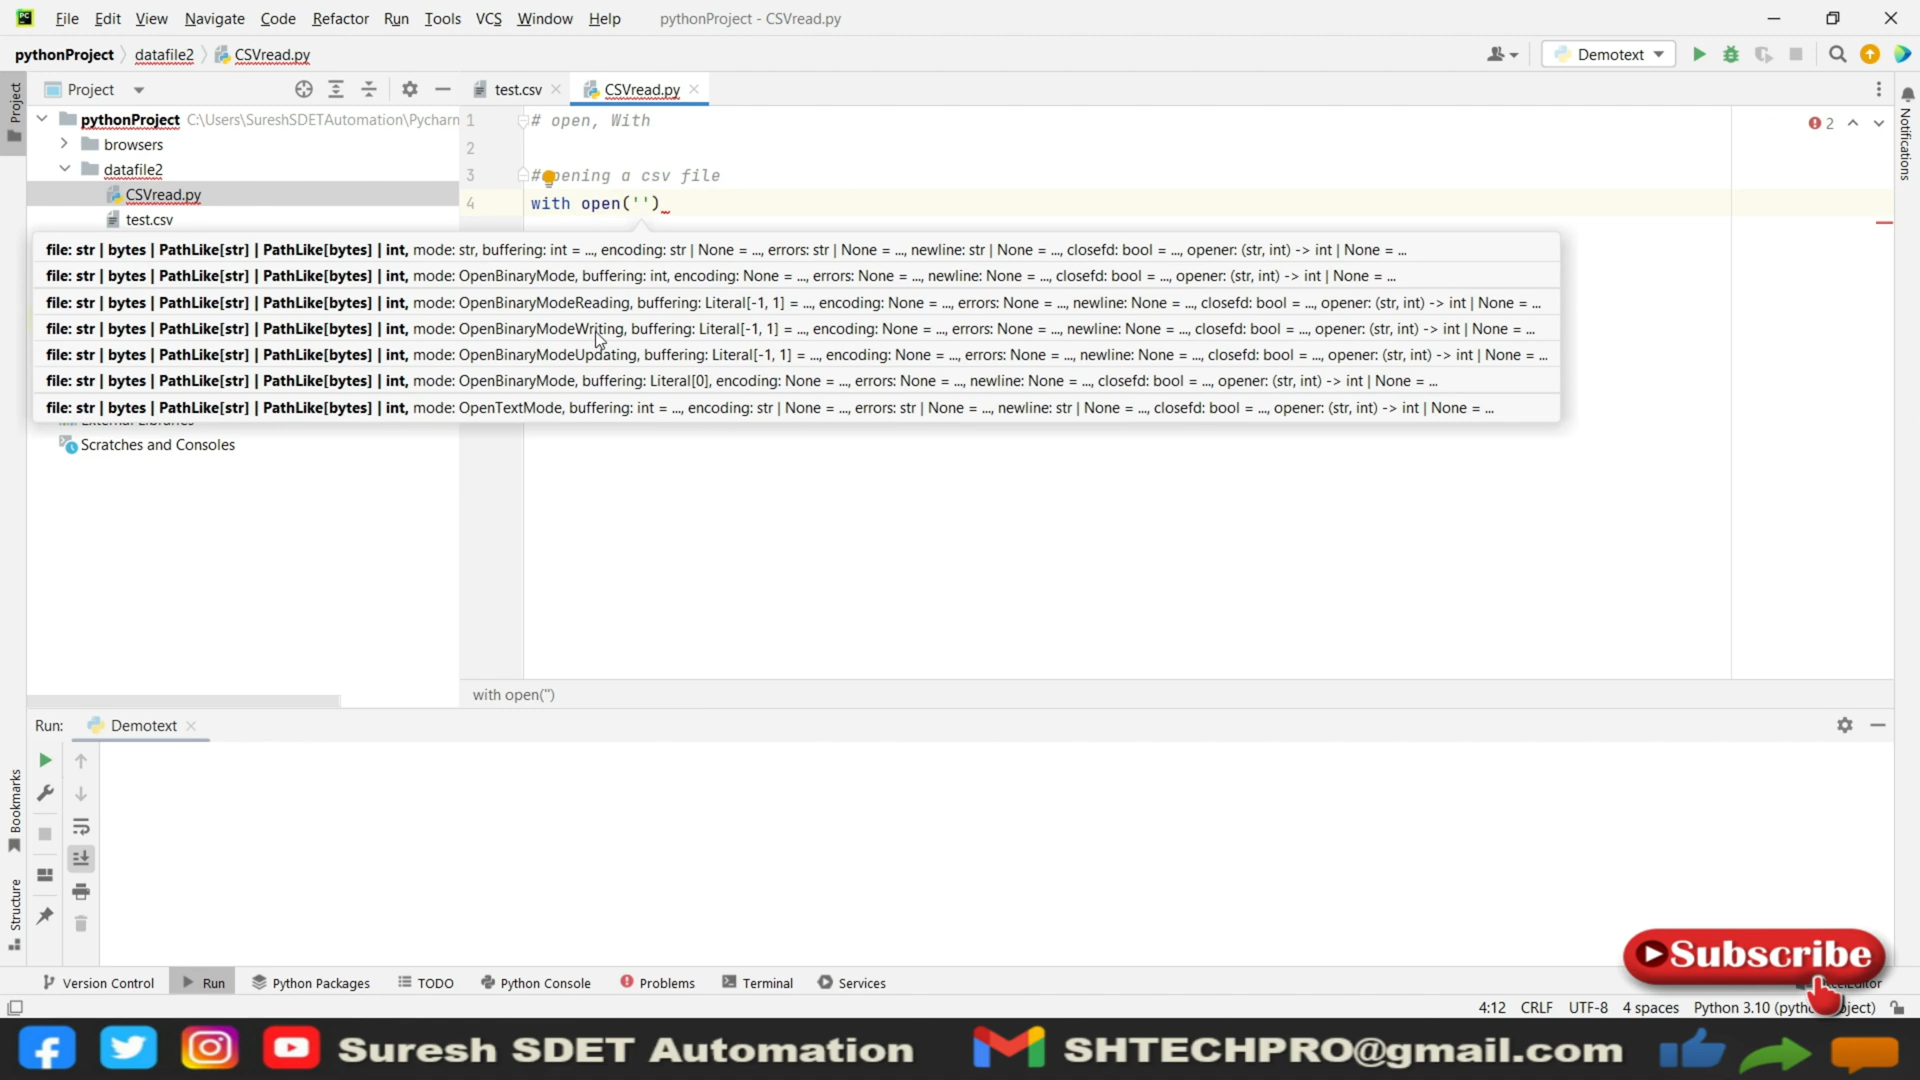 File Edit View Navigate Code Refactor Run Tools VCS Window Help pythonProject - CSVread.py
pythonProject datafile2 CSVread.py Demotext
Project test.csv CSVread.py
pythonProject C:\Users\SureshSDETAutomation\Pycharm
browsers
datafile2
CSVread.py
test.csv
1 # open, With
2
3 #opening a csv file
4 with open('')
2
file: str | bytes | PathLike[str] | PathLike[bytes] | int, mode: str, buffering: int = ..., encoding: str | None = ..., errors: str | None = ..., newline: str | None = ..., closefd: bool = ..., opener: (str, int) -> int | None = ...
file: str | bytes | PathLike[str] | PathLike[bytes] | int, mode: OpenBinaryMode, buffering: int, encoding: None = ..., errors: None = ..., newline: None = ..., closefd: bool = ..., opener: (str, int) -> int | None = ...
file: str | bytes | PathLike[str] | PathLike[bytes] | int, mode: OpenBinaryModeReading, buffering: Literal[-1, 1] = ..., encoding: None = ..., errors: None = ..., newline: None = ..., closefd: bool = ..., opener: (str, int) -> int | None = ...
file: str | bytes | PathLike[str] | PathLike[bytes] | int, mode: OpenBinaryModeWriting, buffering: Literal[-1, 1] = ..., encoding: None = ..., errors: None = ..., newline: None = ..., closefd: bool = ..., opener: (str, int) -> int | None = ...
file: str | bytes | PathLike[str] | PathLike[bytes] | int, mode: OpenBinaryModeUpdating, buffering: Literal[-1, 1] = ..., encoding: None = ..., errors: None = ..., newline: None = ..., closefd: bool = ..., opener: (str, int) -> int | None = ...
file: str | bytes | PathLike[str] | PathLike[bytes] | int, mode: OpenBinaryMode, buffering: Literal[0], encoding: None = ..., errors: None = ..., newline: None = ..., closefd: bool = ..., opener: (str, int) -> int | None = ...
file: str | bytes | PathLike[str] | PathLike[bytes] | int, mode: OpenTextMode, buffering: int = ..., encoding: str | None = ..., errors: str | None = ..., newline: str | None = ..., closefd: bool = ..., opener: (str, int) -> int | None = ...
External Libraries
Scratches and Consoles
with open('')
Run: Demotext
Project
Notifications
Bookmarks
Structure
Subscribe
Version Control Run Python Packages TODO Python Console Problems Terminal Services
4:12 CRLF UTF-8 4 spaces Python 3.10
Suresh SDET Automation SHTECHPRO@gmail.com